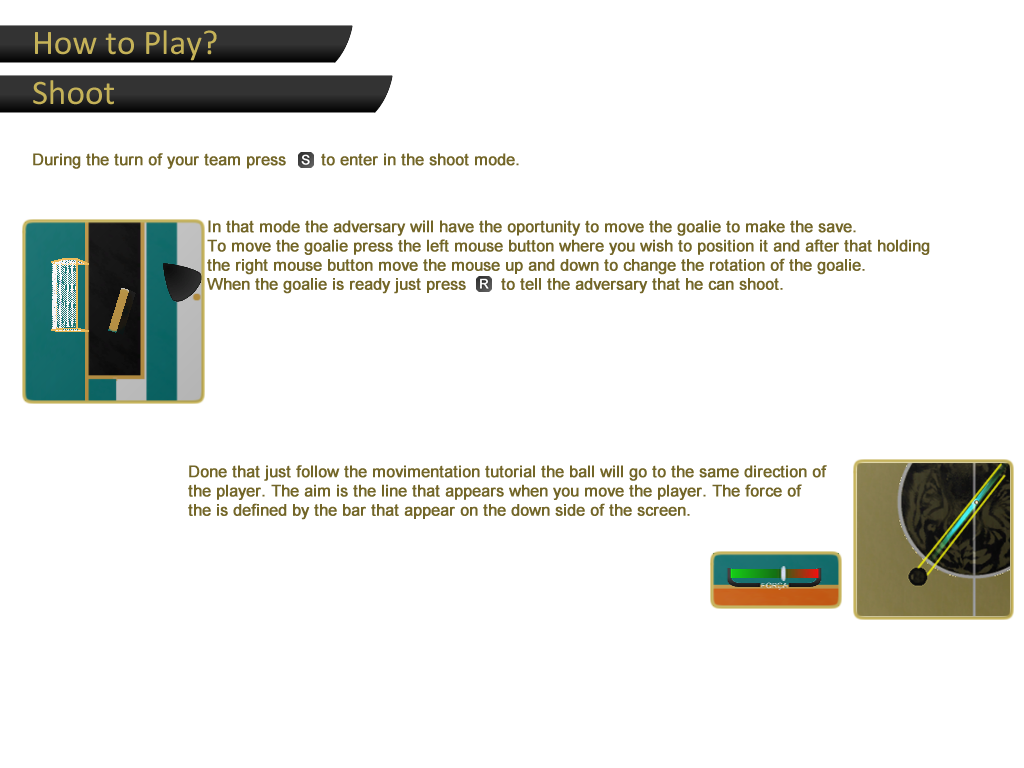 How to Play?
Shoot
During the turn of your team press S to enter in the shoot mode.
In that mode the adversary will have the oportunity to move the goalie to make the save.
To move the goalie press the left mouse button where you wish to position it and after that holding
the right mouse button move the mouse up and down to change the rotation of the goalie.
When the goalie is ready just press R to tell the adversary that he can shoot.
Done that just follow the movimentation tutorial the ball will go to the same direction of
the player. The aim is the line that appears when you move the player. The force of
the is defined by the bar that appear on the down side of the screen.
FORÇA